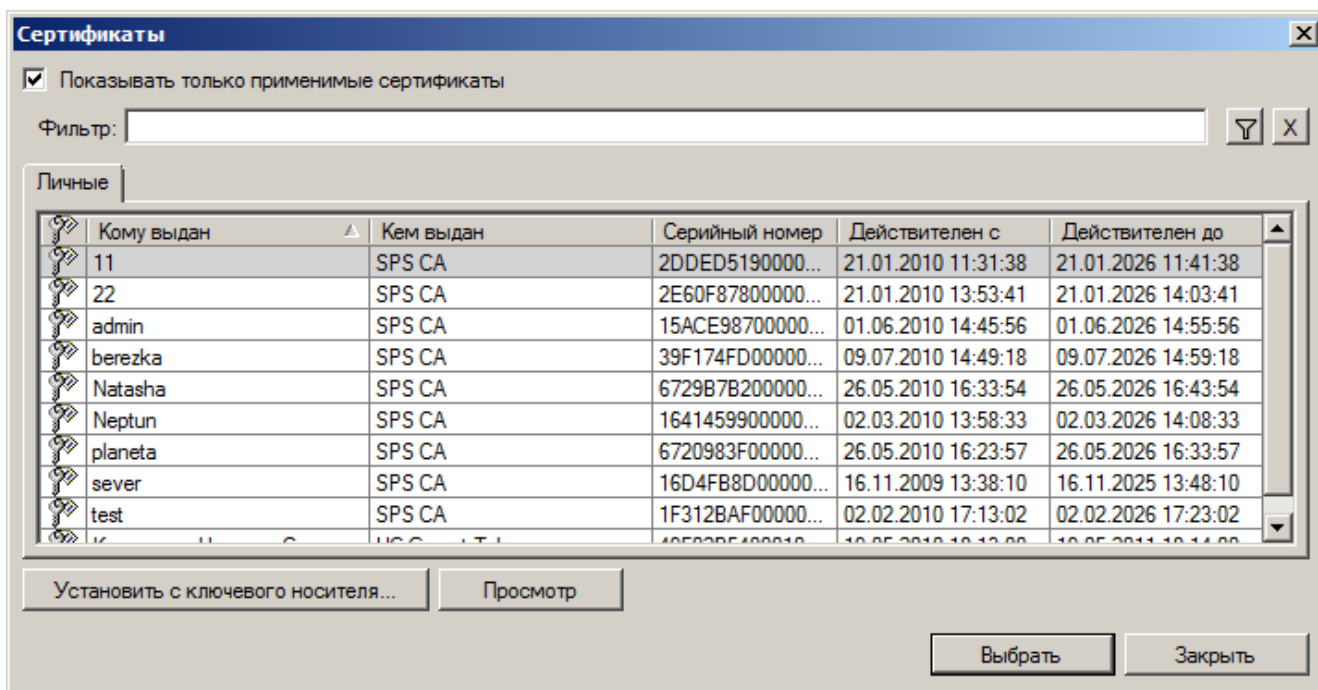 Сертификаты
Показывать только применимые сертификаты
Фильтр:
X
Личные
Кому выдан Кем выдан Серийный номер Действителен с Действителен до
11 SPS CA 2DDED5190000... 21.01.2010 11:31:38 21.01.2026 11:41:38
22 SPS CA 2E60F87800000... 21.01.2010 13:53:41 21.01.2026 14:03:41
admin SPS CA 15ACE98700000... 01.06.2010 14:45:56 01.06.2026 14:55:56
berezka SPS CA 39F174FD00000... 09.07.2010 14:49:18 09.07.2026 14:59:18
Natasha SPS CA 6729B7B200000... 26.05.2010 16:33:54 26.05.2026 16:43:54
Neptun SPS CA 1641459900000... 02.03.2010 13:58:33 02.03.2026 14:08:33
planeta SPS CA 6720983F00000... 26.05.2010 16:23:57 26.05.2026 16:33:57
sever SPS CA 16D4FB8D00000... 16.11.2009 13:38:10 16.11.2025 13:48:10
test SPS CA 1F312BAF00000... 02.02.2010 17:13:02 02.02.2026 17:23:02
Установить с ключевого носителя... Просмотр
Выбрать Закрыть